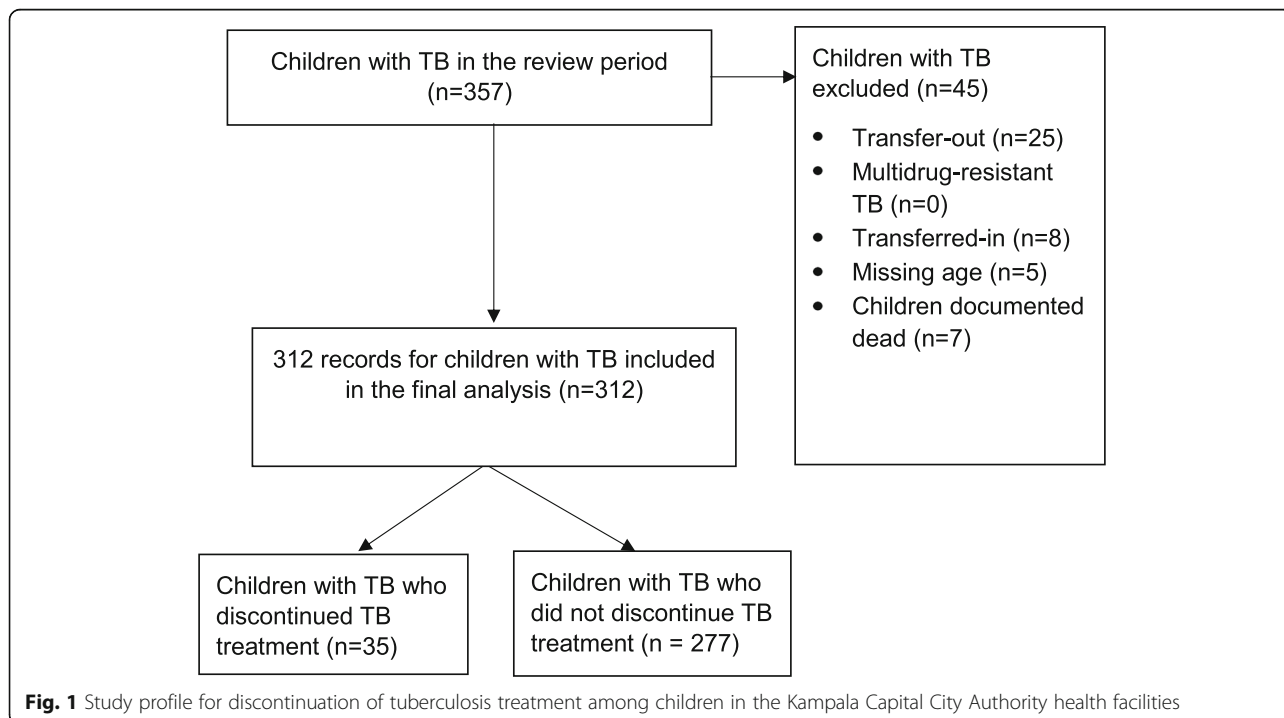 Children with TB in the review period
(n=357)
Children with TB
excluded (n=45)
• Transfer-out (n=25)
• Multidrug-resistant
TB (n=0)
• Transferred-in (n=8)
• Missing age (n=5)
• Children documented
dead (n=7)
312 records for children with TB included
in the final analysis (n=312)
Children with TB who
discontinued TB
treatment (n=35)
Children with TB who
did not discontinue TB
treatment (n = 277)
Fig. 1 Study profile for discontinuation of tuberculosis treatment among children in the Kampala Capital City Authority health facilities